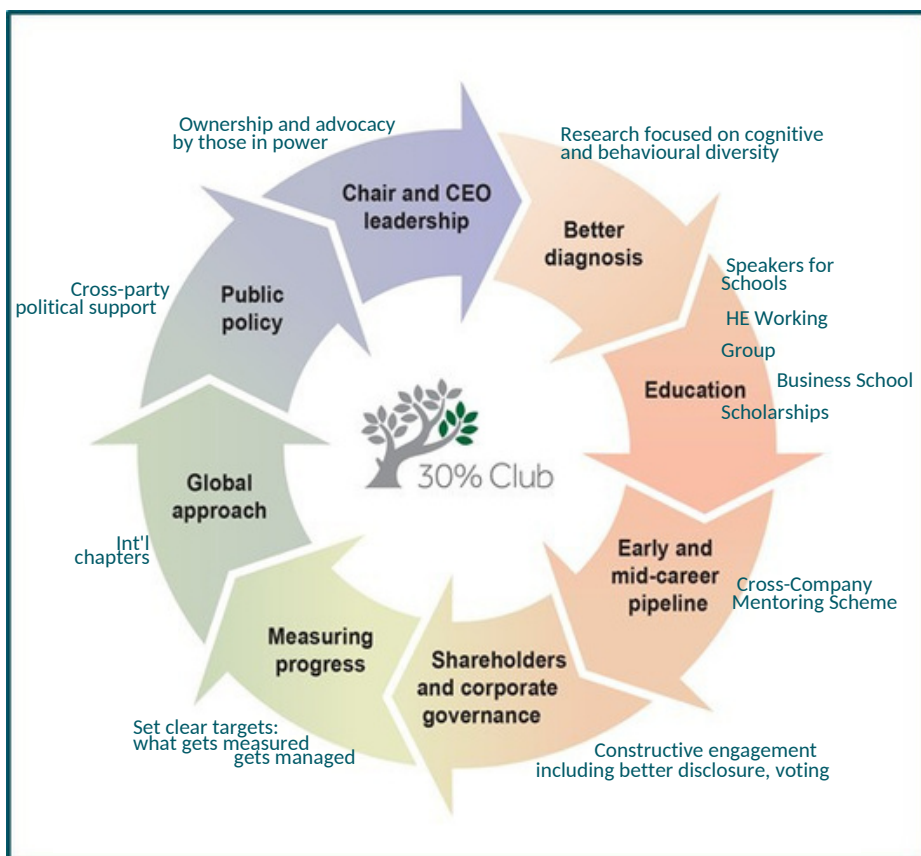 Ownership and advocacy
by those in power
Chair and CEO
leadership
Research focused on cognitive
and behavioural diversity
Better
diagnosis
Speakers for
Schools
HE Working
Group
Business School
Scholarships
Education
Early and
mid-career
pipeline
Cross-Company
Mentoring Scheme
Shareholders
and corporate
governance
Constructive engagement
including better disclosure, voting
Measuring
progress
Set clear targets:
what gets measured
gets managed
Global
approach
Int'l
chapters
Public
policy
Cross-party
political support
30% Club